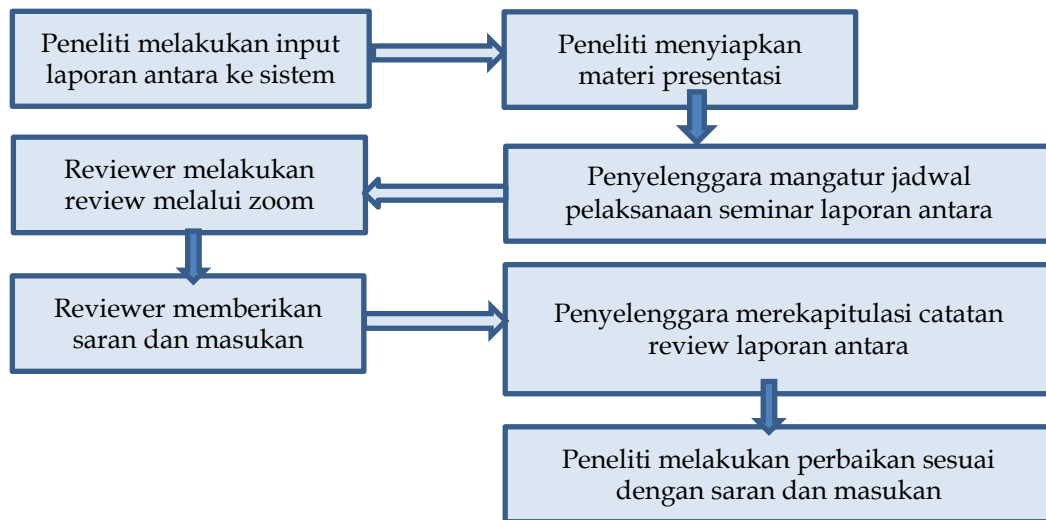 Peneliti melakukan input
laporan antara ke sistem
Peneliti menyiapkan
materi presentasi
Penyelenggara mangatur jadwal
pelaksanaan seminar laporan antara
Reviewer melakukan
review melalui zoom
Reviewer memberikan
saran dan masukan
Penyelenggara merekapitulasi catatan
review laporan antara
Peneliti melakukan perbaikan sesuai
dengan saran dan masukan